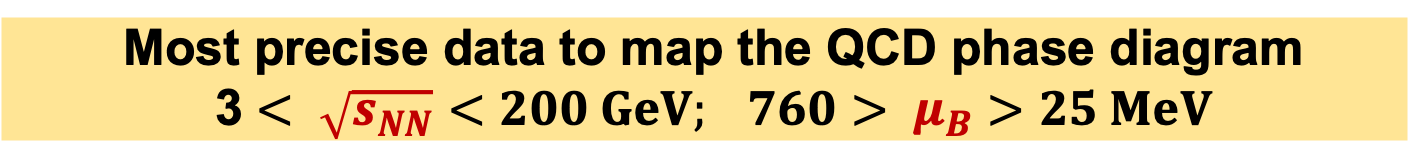 Most precise data to map the QCD phase diagram
3 < √sNN < 200 GeV; 760 > μB > 25 MeV